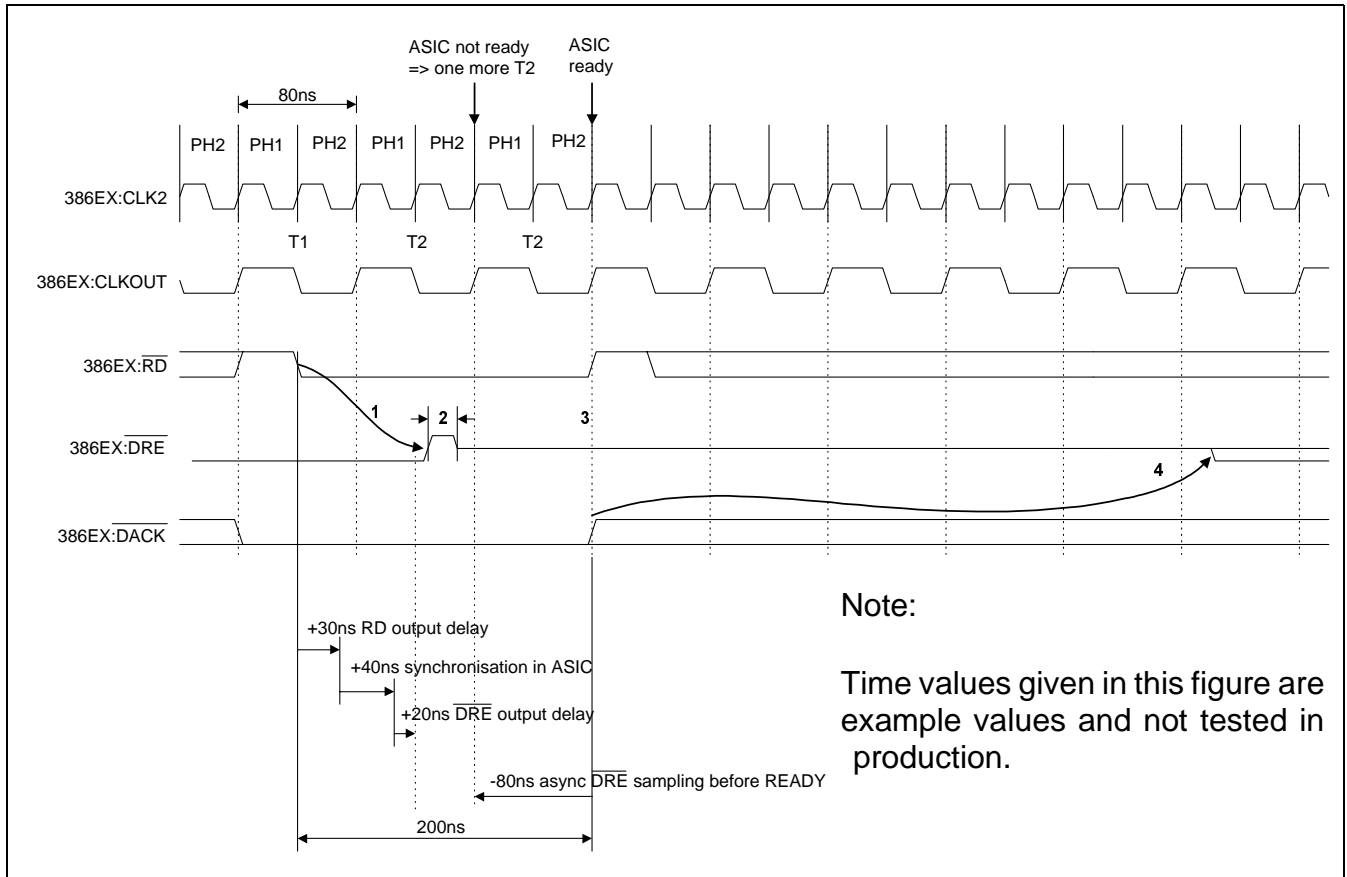 ASIC not ready
=> one more T2
ASIC
ready
80ns
PH2 PH1 PH2 PH1 PH2 PH1 PH2
386EX:CLK2
T1 T2 T2
386EX:CLKOUT
386EX:RD
1 2 3
386EX:DRE
4
386EX:DACK
+30ns RD output delay
+40ns synchronisation in ASIC
+20ns DRE output delay
-80ns async DRE sampling before READY
200ns
Note:
Time values given in this figure are
example values and not tested in
production.